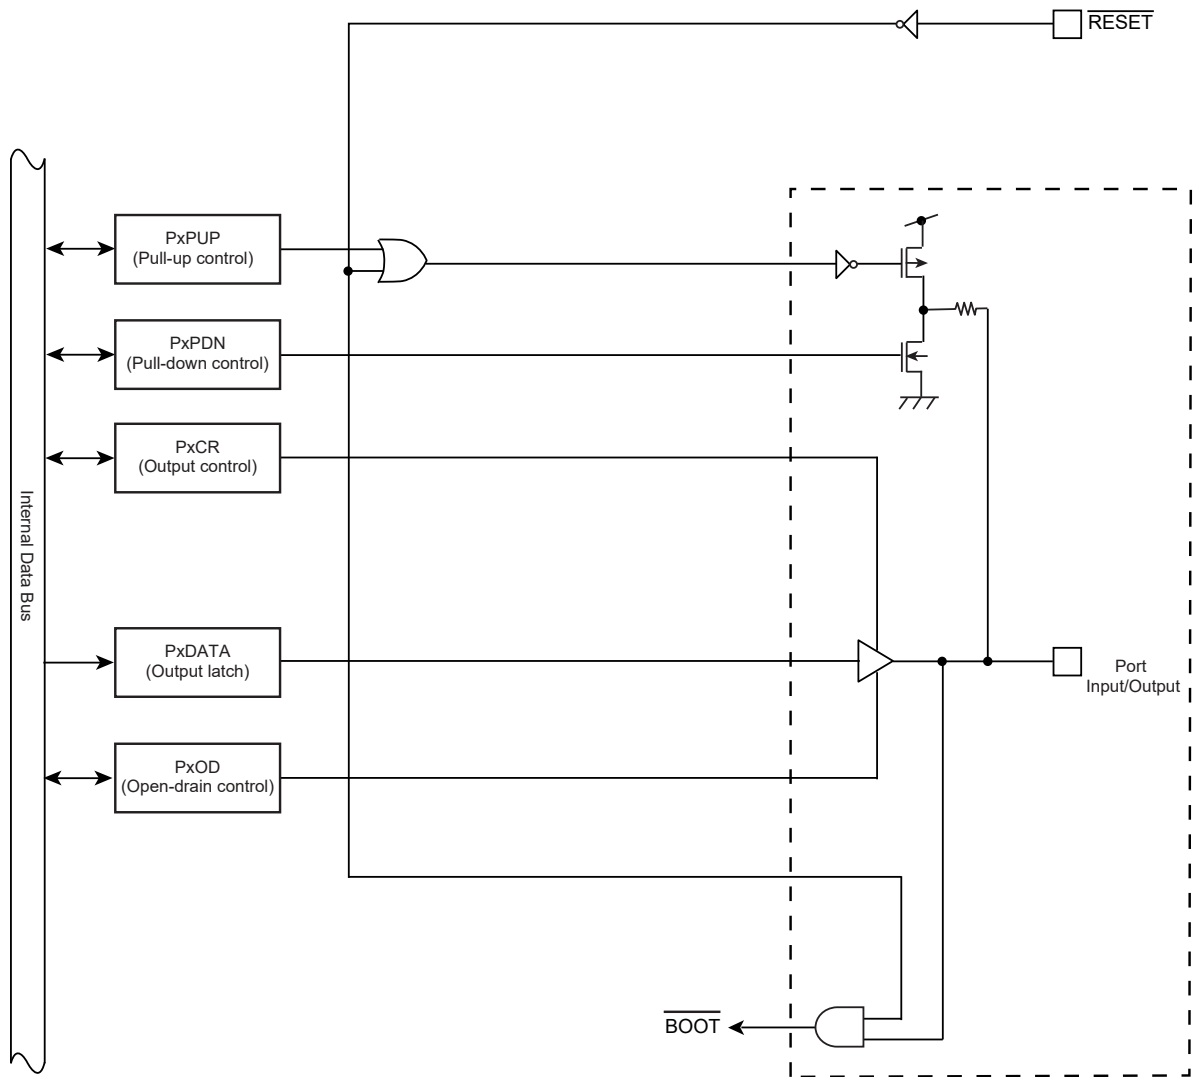 RESET
PxPUP
(Pull-up control)
PxPDN
(Pull-down control)
PxCR
(Output control)
Internal Data Bus
PxDATA
(Output latch)
Port
Input/Output
PxOD
(Open-drain control)
BOOT